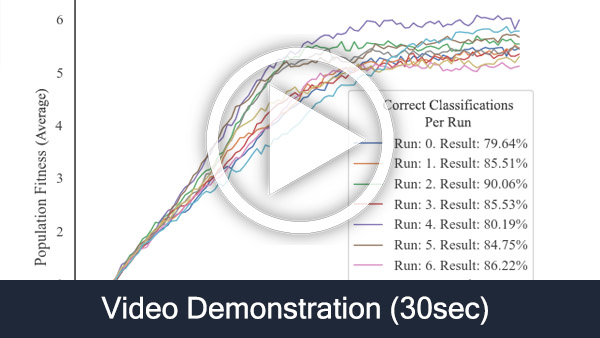 6
5
4
3
2
Population Fitness (Average)
Correct Classifications
Per Run
Run: 0. Result: 79.64%
Run: 1. Result: 85.51%
Run: 2. Result: 90.06%
Run: 3. Result: 85.53%
Run: 4. Result: 80.19%
Run: 5. Result: 84.75%
Run: 6. Result: 86.22%
Video Demonstration (30sec)